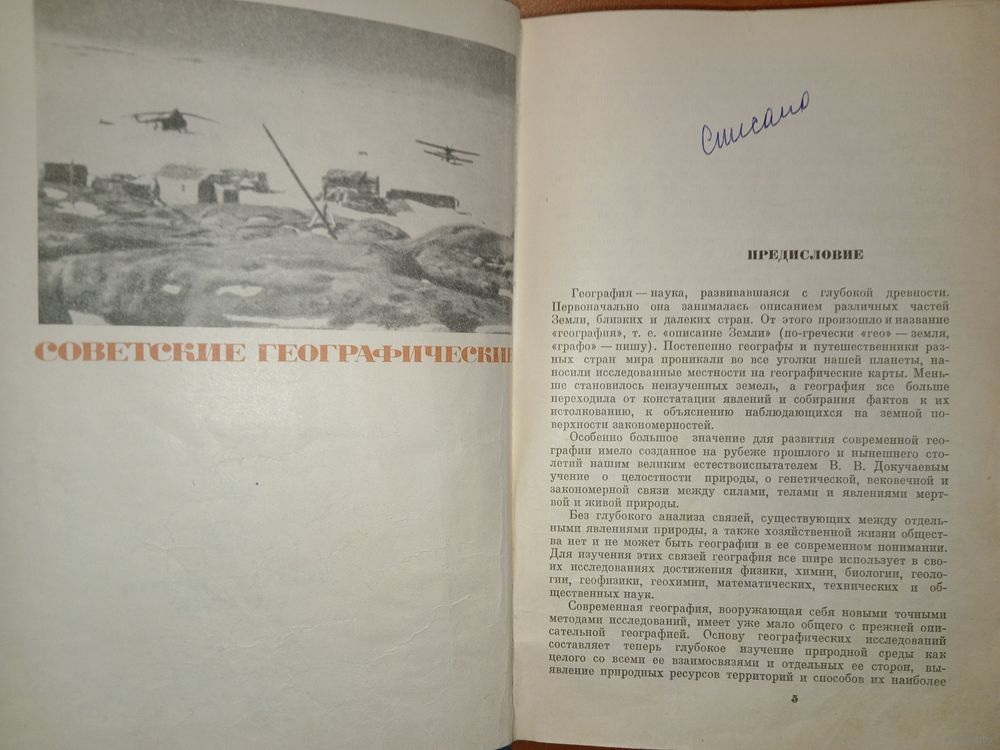 СОВЕТСКИЕ ГЕОГРАФИЧЕСКИЕ
Списано
ПРЕДИСЛОВИЕ
География — наука, развивавшаяся с глубокой древности.
Первоначально она занималась описанием различных частей
Земли, близких и далеких стран. От этого произошло и название
«география», т. е. «описание Земли» (по-гречески «гео» — земля,
«графо» — пишу). Постепенно географы и путешественники раз-
ных стран мира проникали во все уголки нашей планеты, на-
носили исследованные местности на географические карты. Мень-
ше становилось неизученных земель, а география все больше
переходила от констатации явлений и собирания фактов к их
истолкованию, к объяснению наблюдающихся на земной по-
верхности закономерностей.
Особенно большое значение для развития современной гео-
графии имело созданное на рубеже прошлого и нынешнего сто-
летий нашим великим естествоиспытателем В. В. Докучаевым
учение о целостности природы, о генетической, вековечной и
закономерной связи между силами, телами и явлениями мерт-
вой и живой природы.
Без глубокого анализа связей, существующих между отдель-
ными явлениями природы, а также хозяйственной жизни общест-
ва нет и не может быть географии в ее современном понимании.
Для изучения этих связей география все шире использует в сво-
их исследованиях достижения физики, химии, биологии, геоло-
гии, геофизики, геохимии, математических, технических и об-
щественных наук.
Современная география, вооружающая себя новыми точными
методами исследований, имеет уже мало общего с прежней опи-
сательной географией. Основу географических исследований
составляет теперь глубокое изучение природной среды как
целого со всеми ее взаимосвязями и отдельных ее сторон, вы-
явление природных ресурсов территорий и способов их наиболее
5